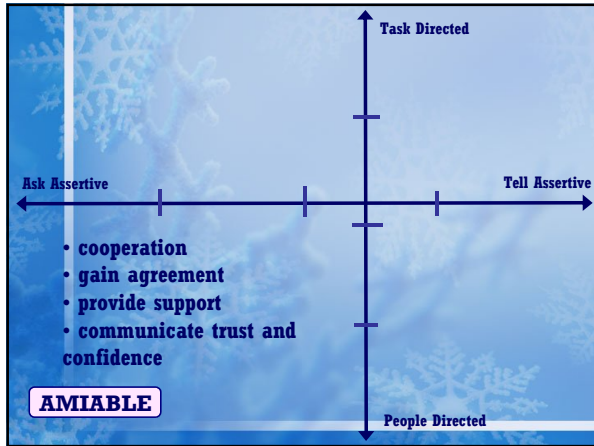 Task Directed
Ask Assertive
Tell Assertive
• cooperation
• gain agreement
• provide support
• communicate trust and
confidence
AMIABLE
People Directed